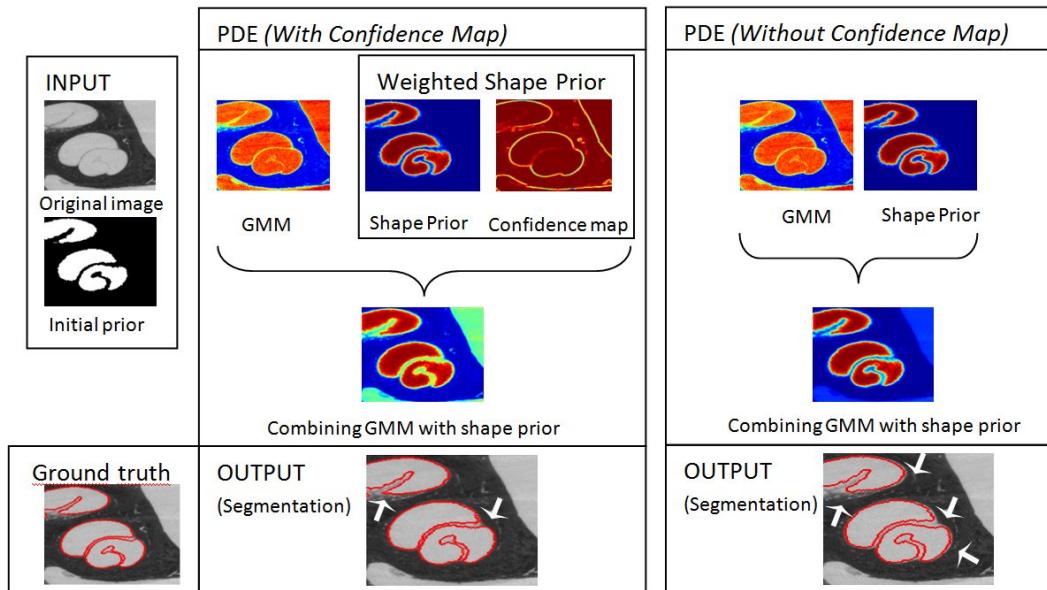 INPUT
Original image
Initial prior
PDE (With Confidence Map)
Weighted Shape Prior
GMM
Shape Prior
Confidence map
Combining GMM with shape prior
PDE (Without Confidence Map)
GMM
Shape Prior
Combining GMM with shape prior
Ground truth
OUTPUT
(Segmentation)
OUTPUT
(Segmentation)